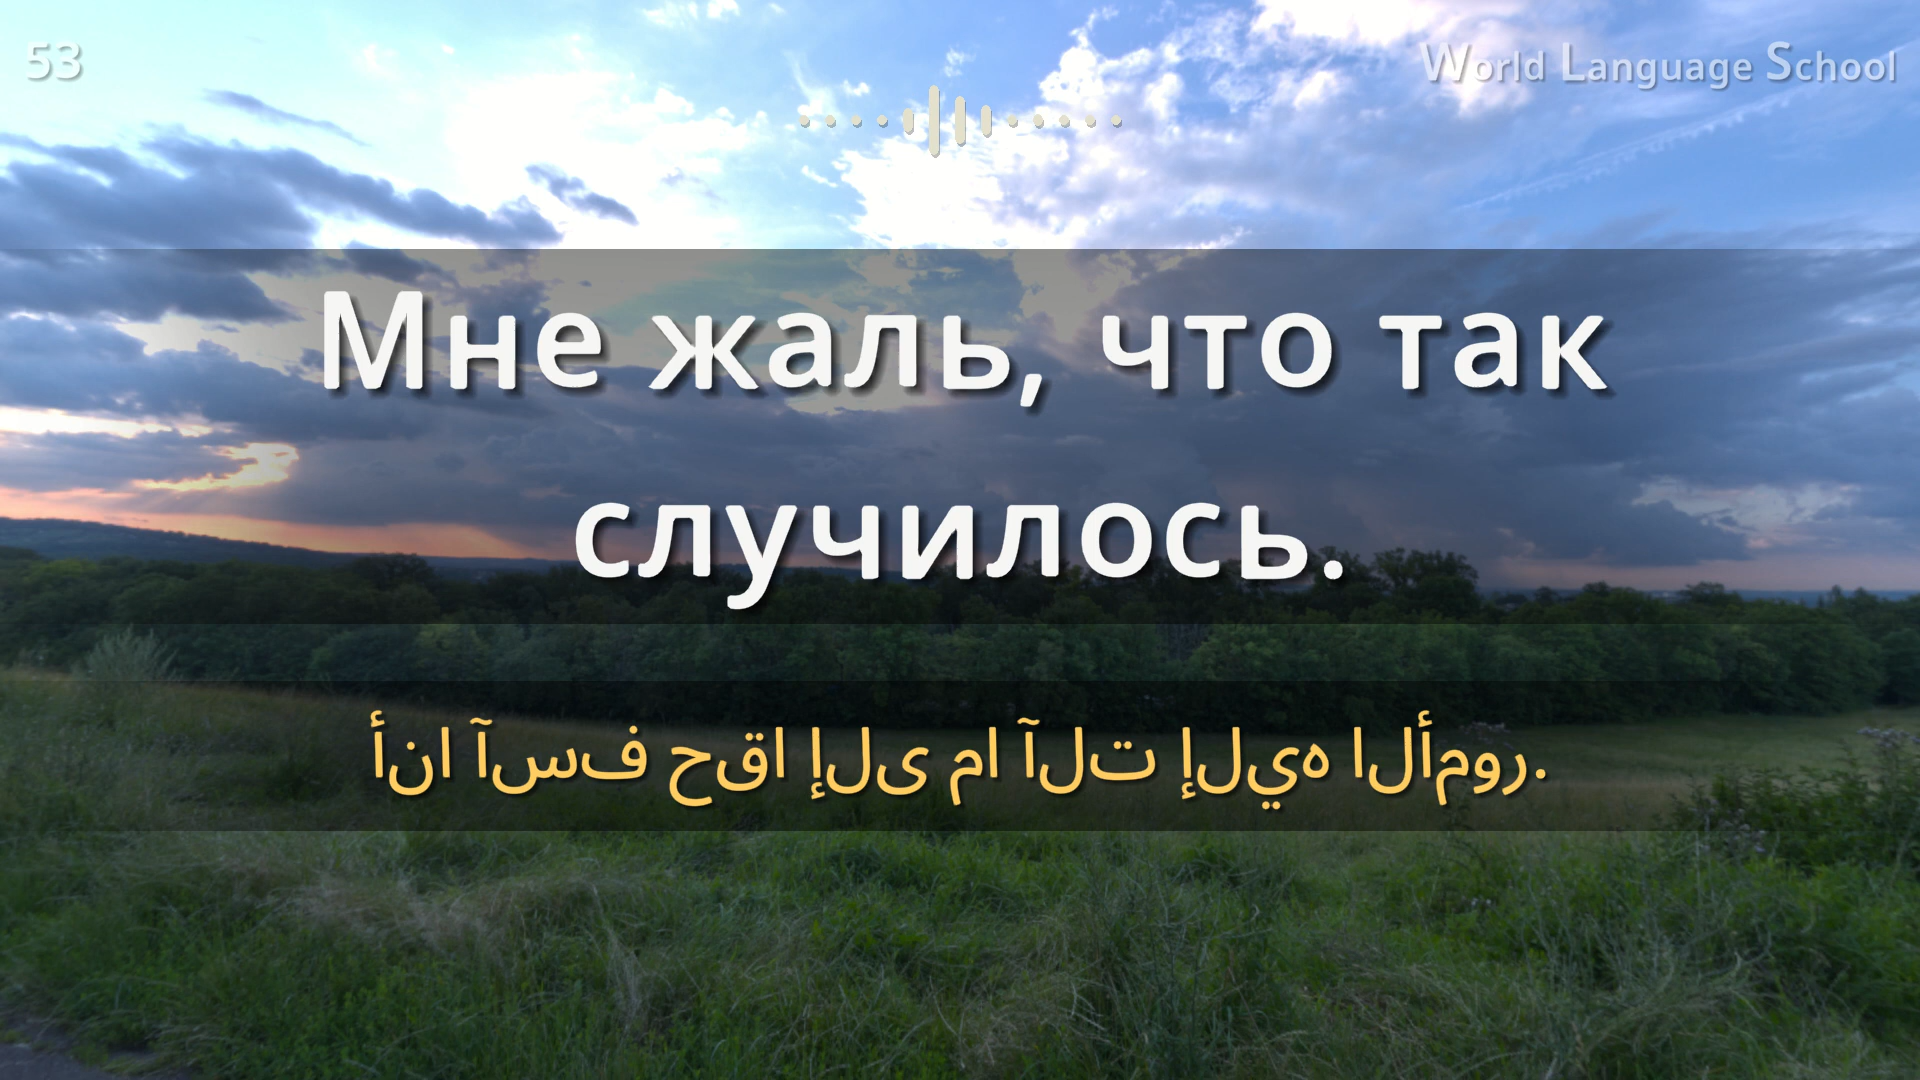 53
World Language School
Мне жаль, что так
случилось.
أنا آسف حقا إلى ما آلت إليه الأمور.